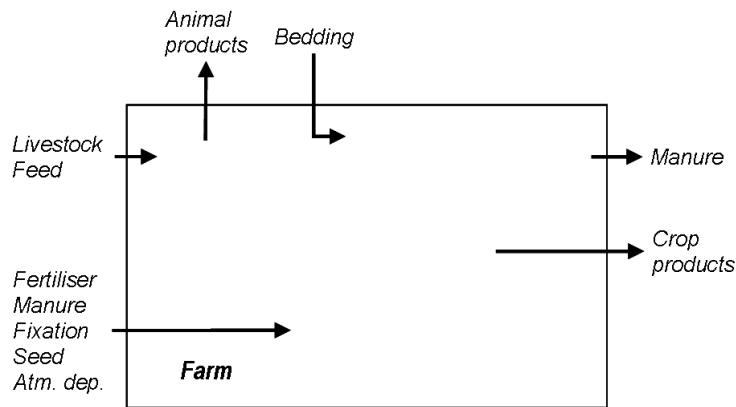 Animal
products
Bedding
Livestock
Feed
Manure
Crop
products
Fertiliser
Manure
Fixation
Seed
Atm. dep.
Farm